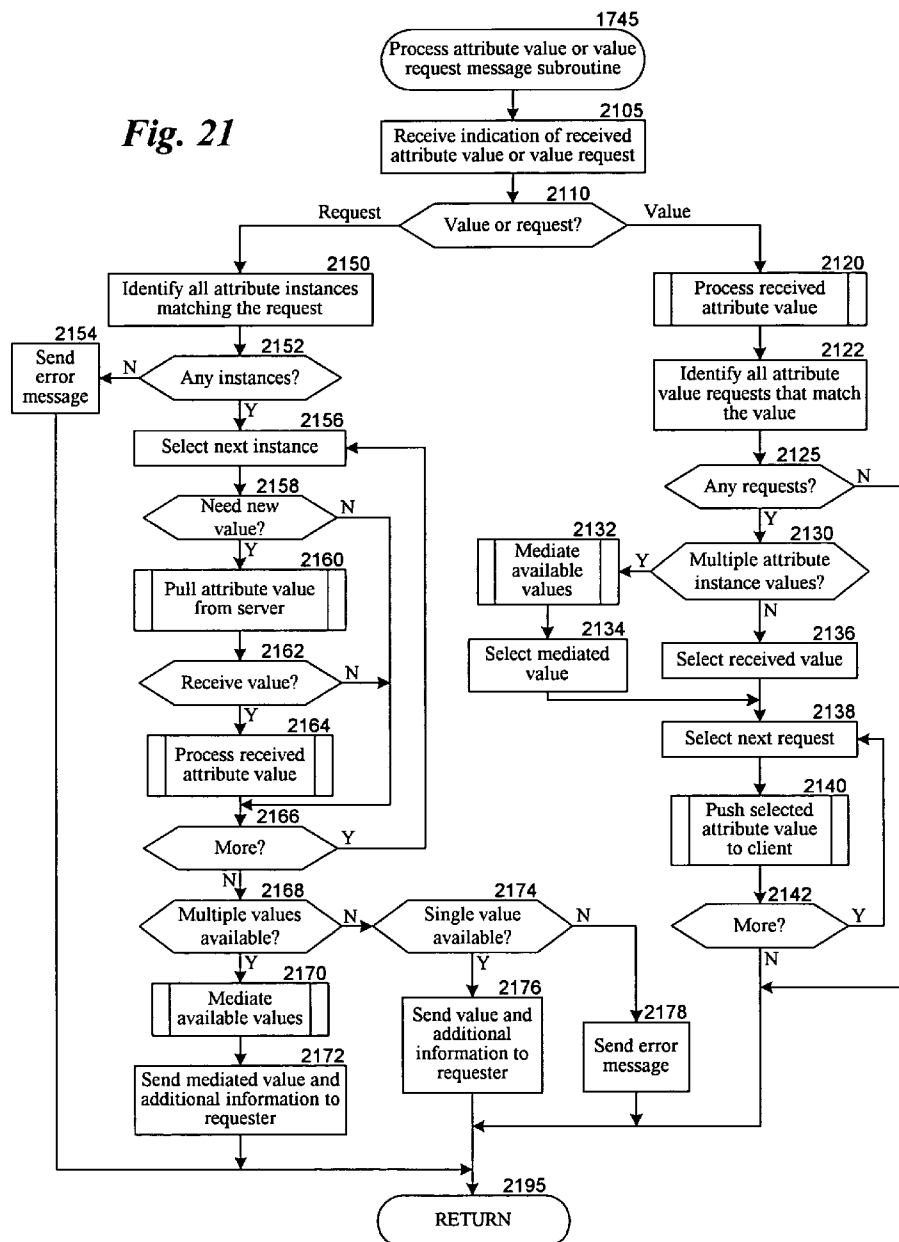 Fig. 21
1745
Process attribute value or value
request message subroutine
2105
Receive indication of received
attribute value or value request
2110
Value or request?
Request
Value
2150
Identify all attribute instances
matching the request
2152
Any instances?
N
Y
2154
Send
error
message
2156
Select next instance
2158
Need new
value?
N
Y
2160
Pull attribute value
from server
2162
Receive value?
N
Y
2164
Process received
attribute value
2166
More?
Y
N
2168
Multiple values
available?
N
Y
2170
Mediate
available values
2172
Send mediated value and
additional information to
requester
2174
Single value
available?
N
Y
2176
Send value and
additional
information to
requester
2178
Send error
message
2120
Process received
attribute value
2122
Identify all attribute
value requests that match
the value
2125
Any requests?
N
Y
2130
Multiple attribute
instance values?
Y
N
2132
Mediate
available
values
2134
Select mediated
value
2136
Select received value
2138
Select next request
2140
Push selected
attribute value
to client
2142
More?
Y
N
2195
RETURN